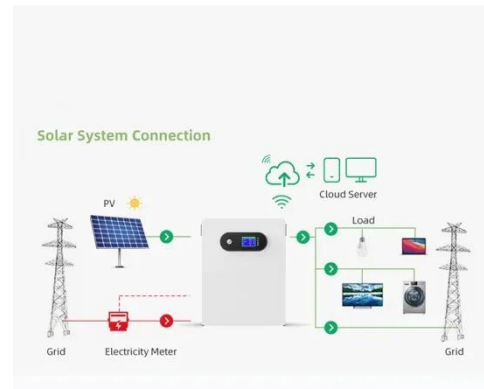 Solar System Connection
PV
Cloud Server
Load
Grid
Electricity Meter
Grid